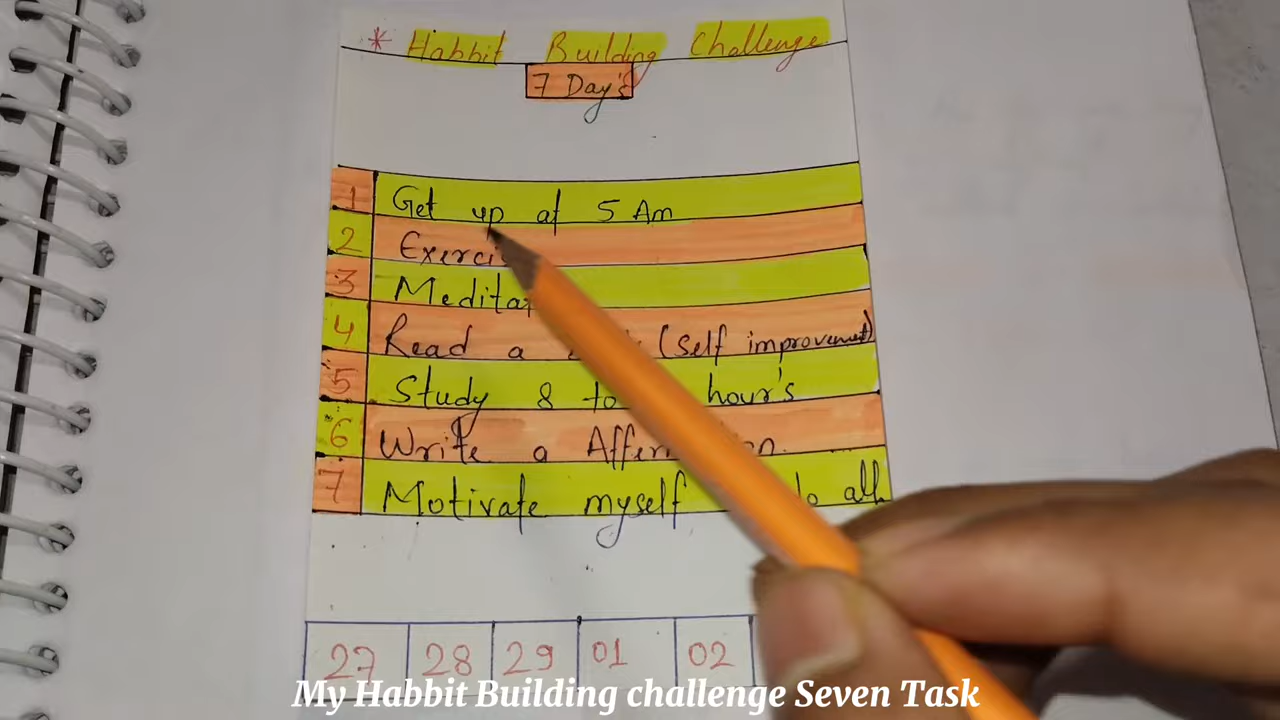 * Habbit Building Challenge
7 Day's
1 Get up at 5 Am
2 Exerci
3 Medita
4 Read a (Self improvement)
5 Study 8 to hour's
6 Write a
7 Motivate myself all
27 28 29 01 02
My Habbit Building challenge Seven Task